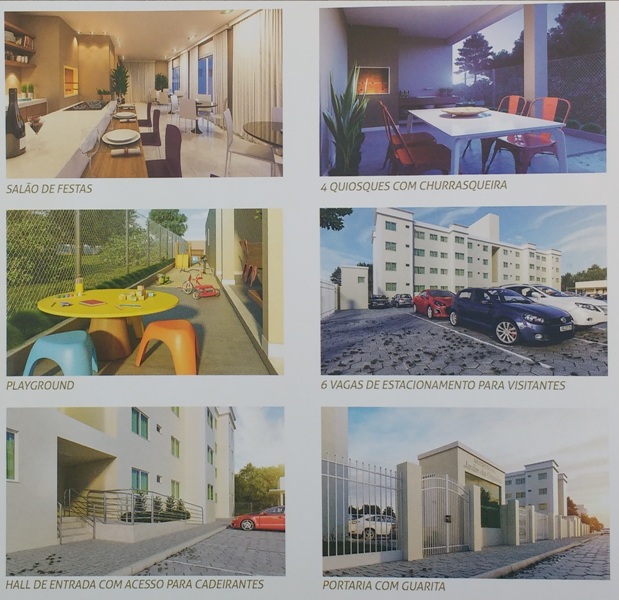 SALÃO DE FESTAS
4 QUIOSQUES COM CHURRASQUEIRA
PLAYGROUND
6 VAGAS DE ESTACIONAMENTO PARA VISITANTES
HALL DE ENTRADA COM ACESSO PARA CADEIRANTES
PORTARIA COM GUARITA